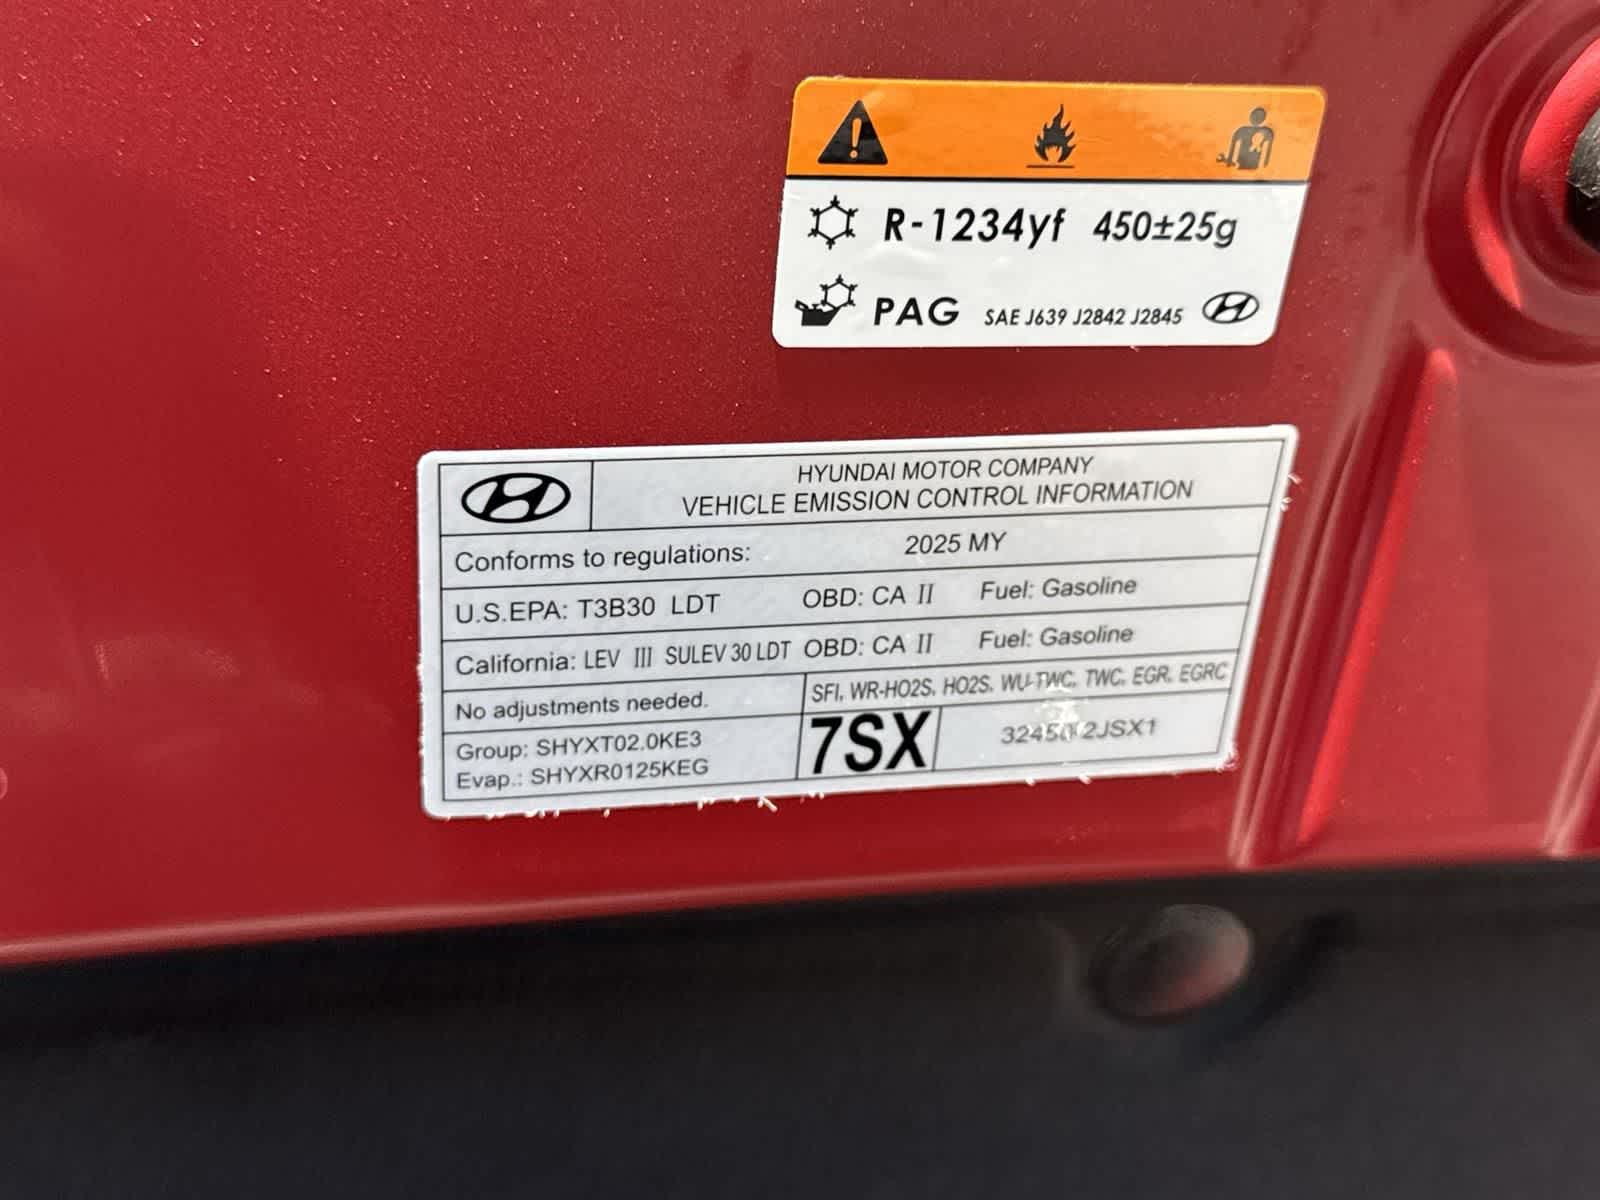 R-1234yf 450±25g
PAG SAE J639 J2842 J2845
HYUNDAI MOTOR COMPANY
VEHICLE EMISSION CONTROL INFORMATION
Conforms to regulations: 2025 MY
U.S.EPA: T3B30 LDT OBD: CA II Fuel: Gasoline
California: LEV III SULEV 30 LDT OBD: CA II Fuel: Gasoline
No adjustments needed. SFI, WR-HO2S, HO2S, WU-TWC, TWC, EGR, EGRC
Group: SHYXT02.0KE3
Evap.: SHYXR0125KEG
7SX